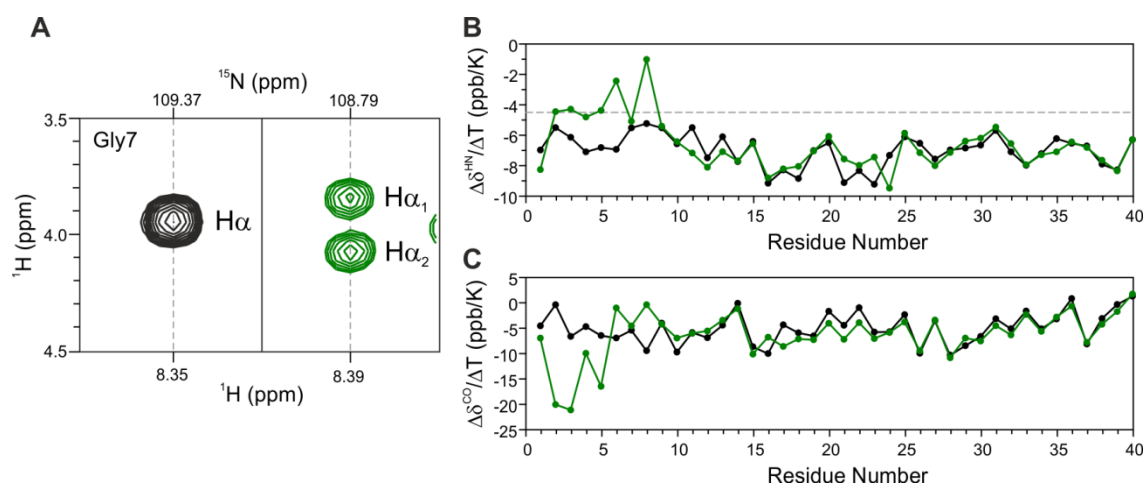 A
¹⁵N (ppm)
109.37 108.79
3.5
4.0
4.5
¹H (ppm)
Gly7
Hα
Hα₁
Hα₂
8.35 8.39
¹H (ppm)
B
Δδᴴᴺ/ΔT (ppb/K)
0
-2
-4
-6
-8
-10
0 5 10 15 20 25 30 35 40
Residue Number
C
Δδᶜᴼ/ΔT (ppb/K)
5
0
-5
-10
-15
-20
-25
0 5 10 15 20 25 30 35 40
Residue Number